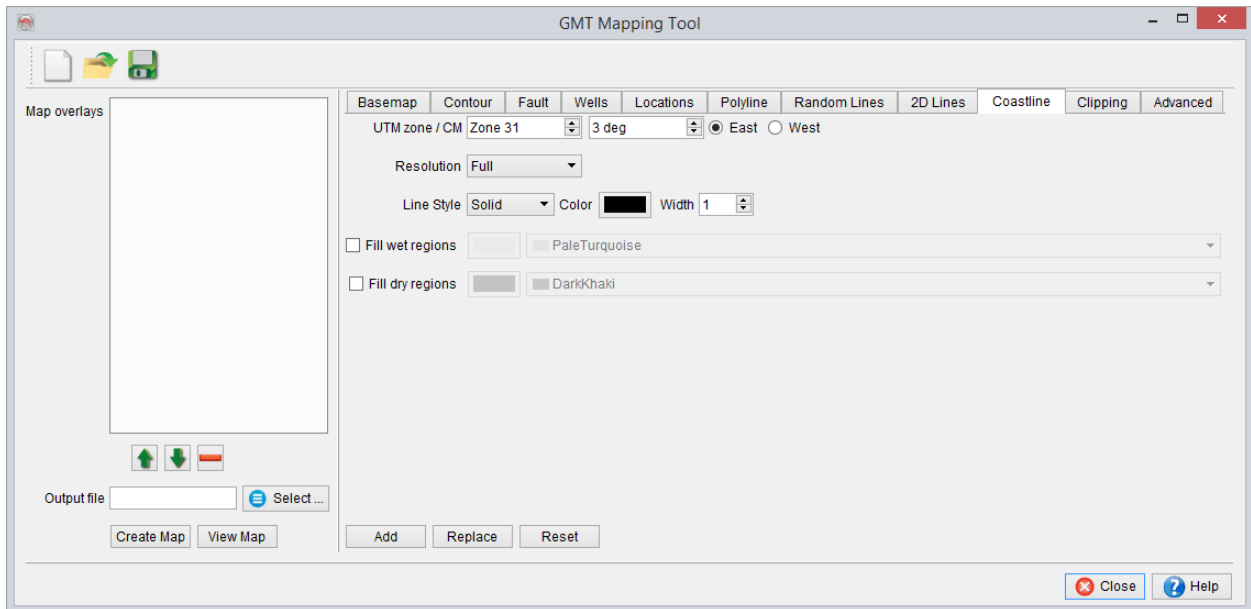 GMT Mapping Tool
Map overlays
Basemap Contour Fault Wells Locations Polyline Random Lines 2D Lines Coastline Clipping Advanced
UTM zone / CM Zone 31 3 deg East West
Resolution Full
Line Style Solid Color Width 1
Fill wet regions PaleTurquoise
Fill dry regions DarkKhaki
Output file Select ...
Create Map View Map
Add Replace Reset
Close Help